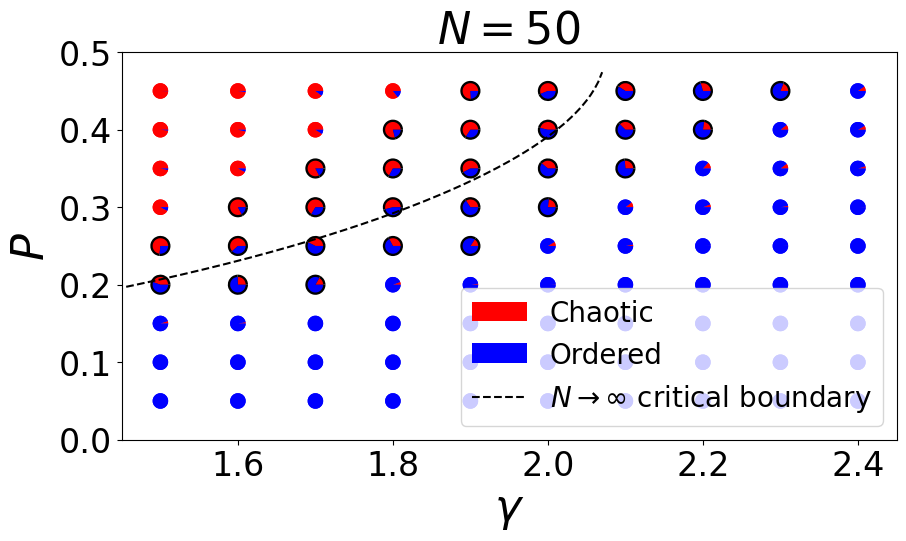 N = 50
P
0.5
0.4
0.3
0.2
0.1
0.0
Chaotic
Ordered
N → ∞ critical boundary
1.6 1.8 2.0 2.2 2.4
γ